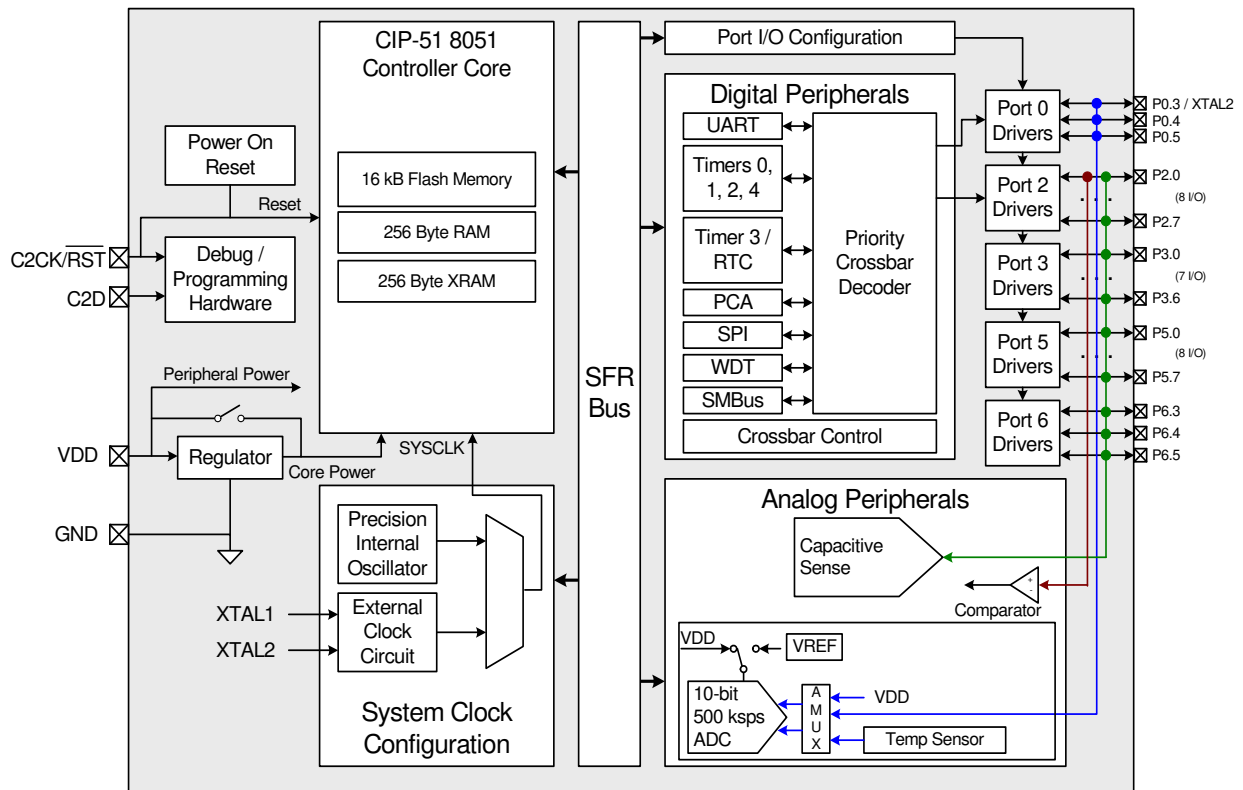 CIP-51 8051
Controller Core
16 kB Flash Memory
256 Byte RAM
256 Byte XRAM
Power On
Reset
Reset
C2CK/RST
Debug /
Programming
Hardware
C2D
Peripheral Power
VDD
Regulator
Core Power
SYSCLK
GND
Precision
Internal
Oscillator
XTAL1
XTAL2
External
Clock
Circuit
System Clock
Configuration
SFR
Bus
Port I/O Configuration
Digital Peripherals
UART
Timers 0,
1, 2, 4
Timer 3 /
RTC
PCA
SPI
WDT
SMBus
Priority
Crossbar
Decoder
Crossbar Control
Port 0
Drivers
Port 2
Drivers
Port 3
Drivers
Port 5
Drivers
Port 6
Drivers
P0.3 / XTAL2
P0.4
P0.5
P2.0
(8 I/O)
P2.7
P3.0
(7 I/O)
P3.6
P5.0
(8 I/O)
P5.7
P6.3
P6.4
P6.5
Analog Peripherals
Capacitive
Sense
+
-
Comparator
VDD
VREF
10-bit
500 ksps
ADC
A
M
U
X
VDD
Temp Sensor